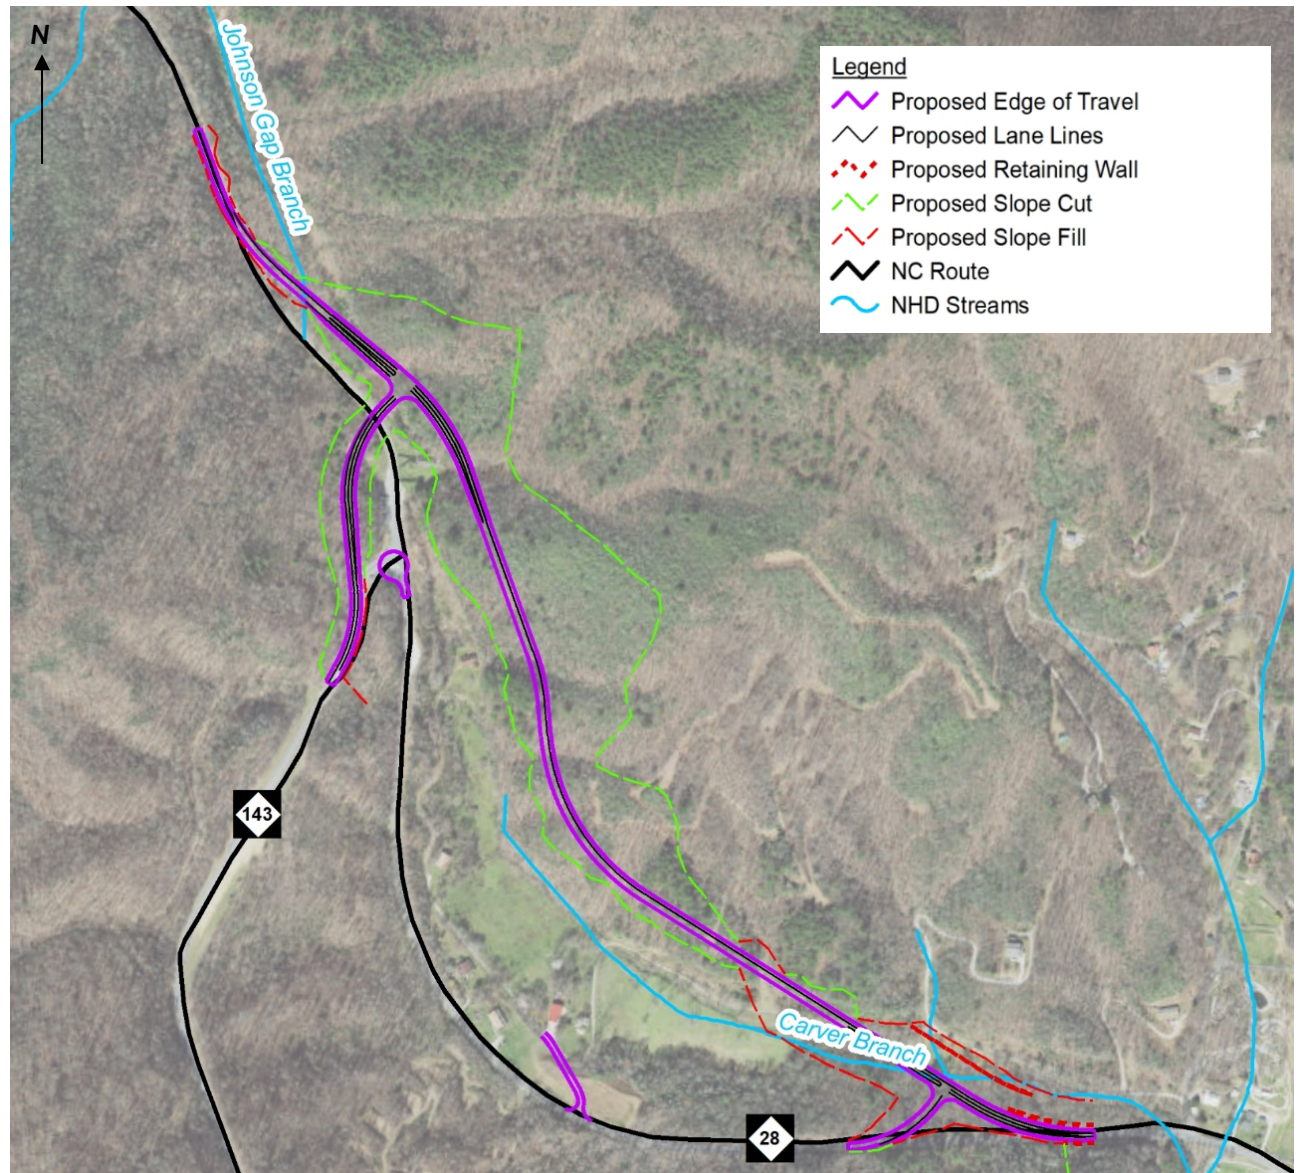 N
Johnson Gap Branch
Legend
Proposed Edge of Travel
Proposed Lane Lines
Proposed Retaining Wall
Proposed Slope Cut
Proposed Slope Fill
NC Route
NHD Streams
143
Carver Branch
28